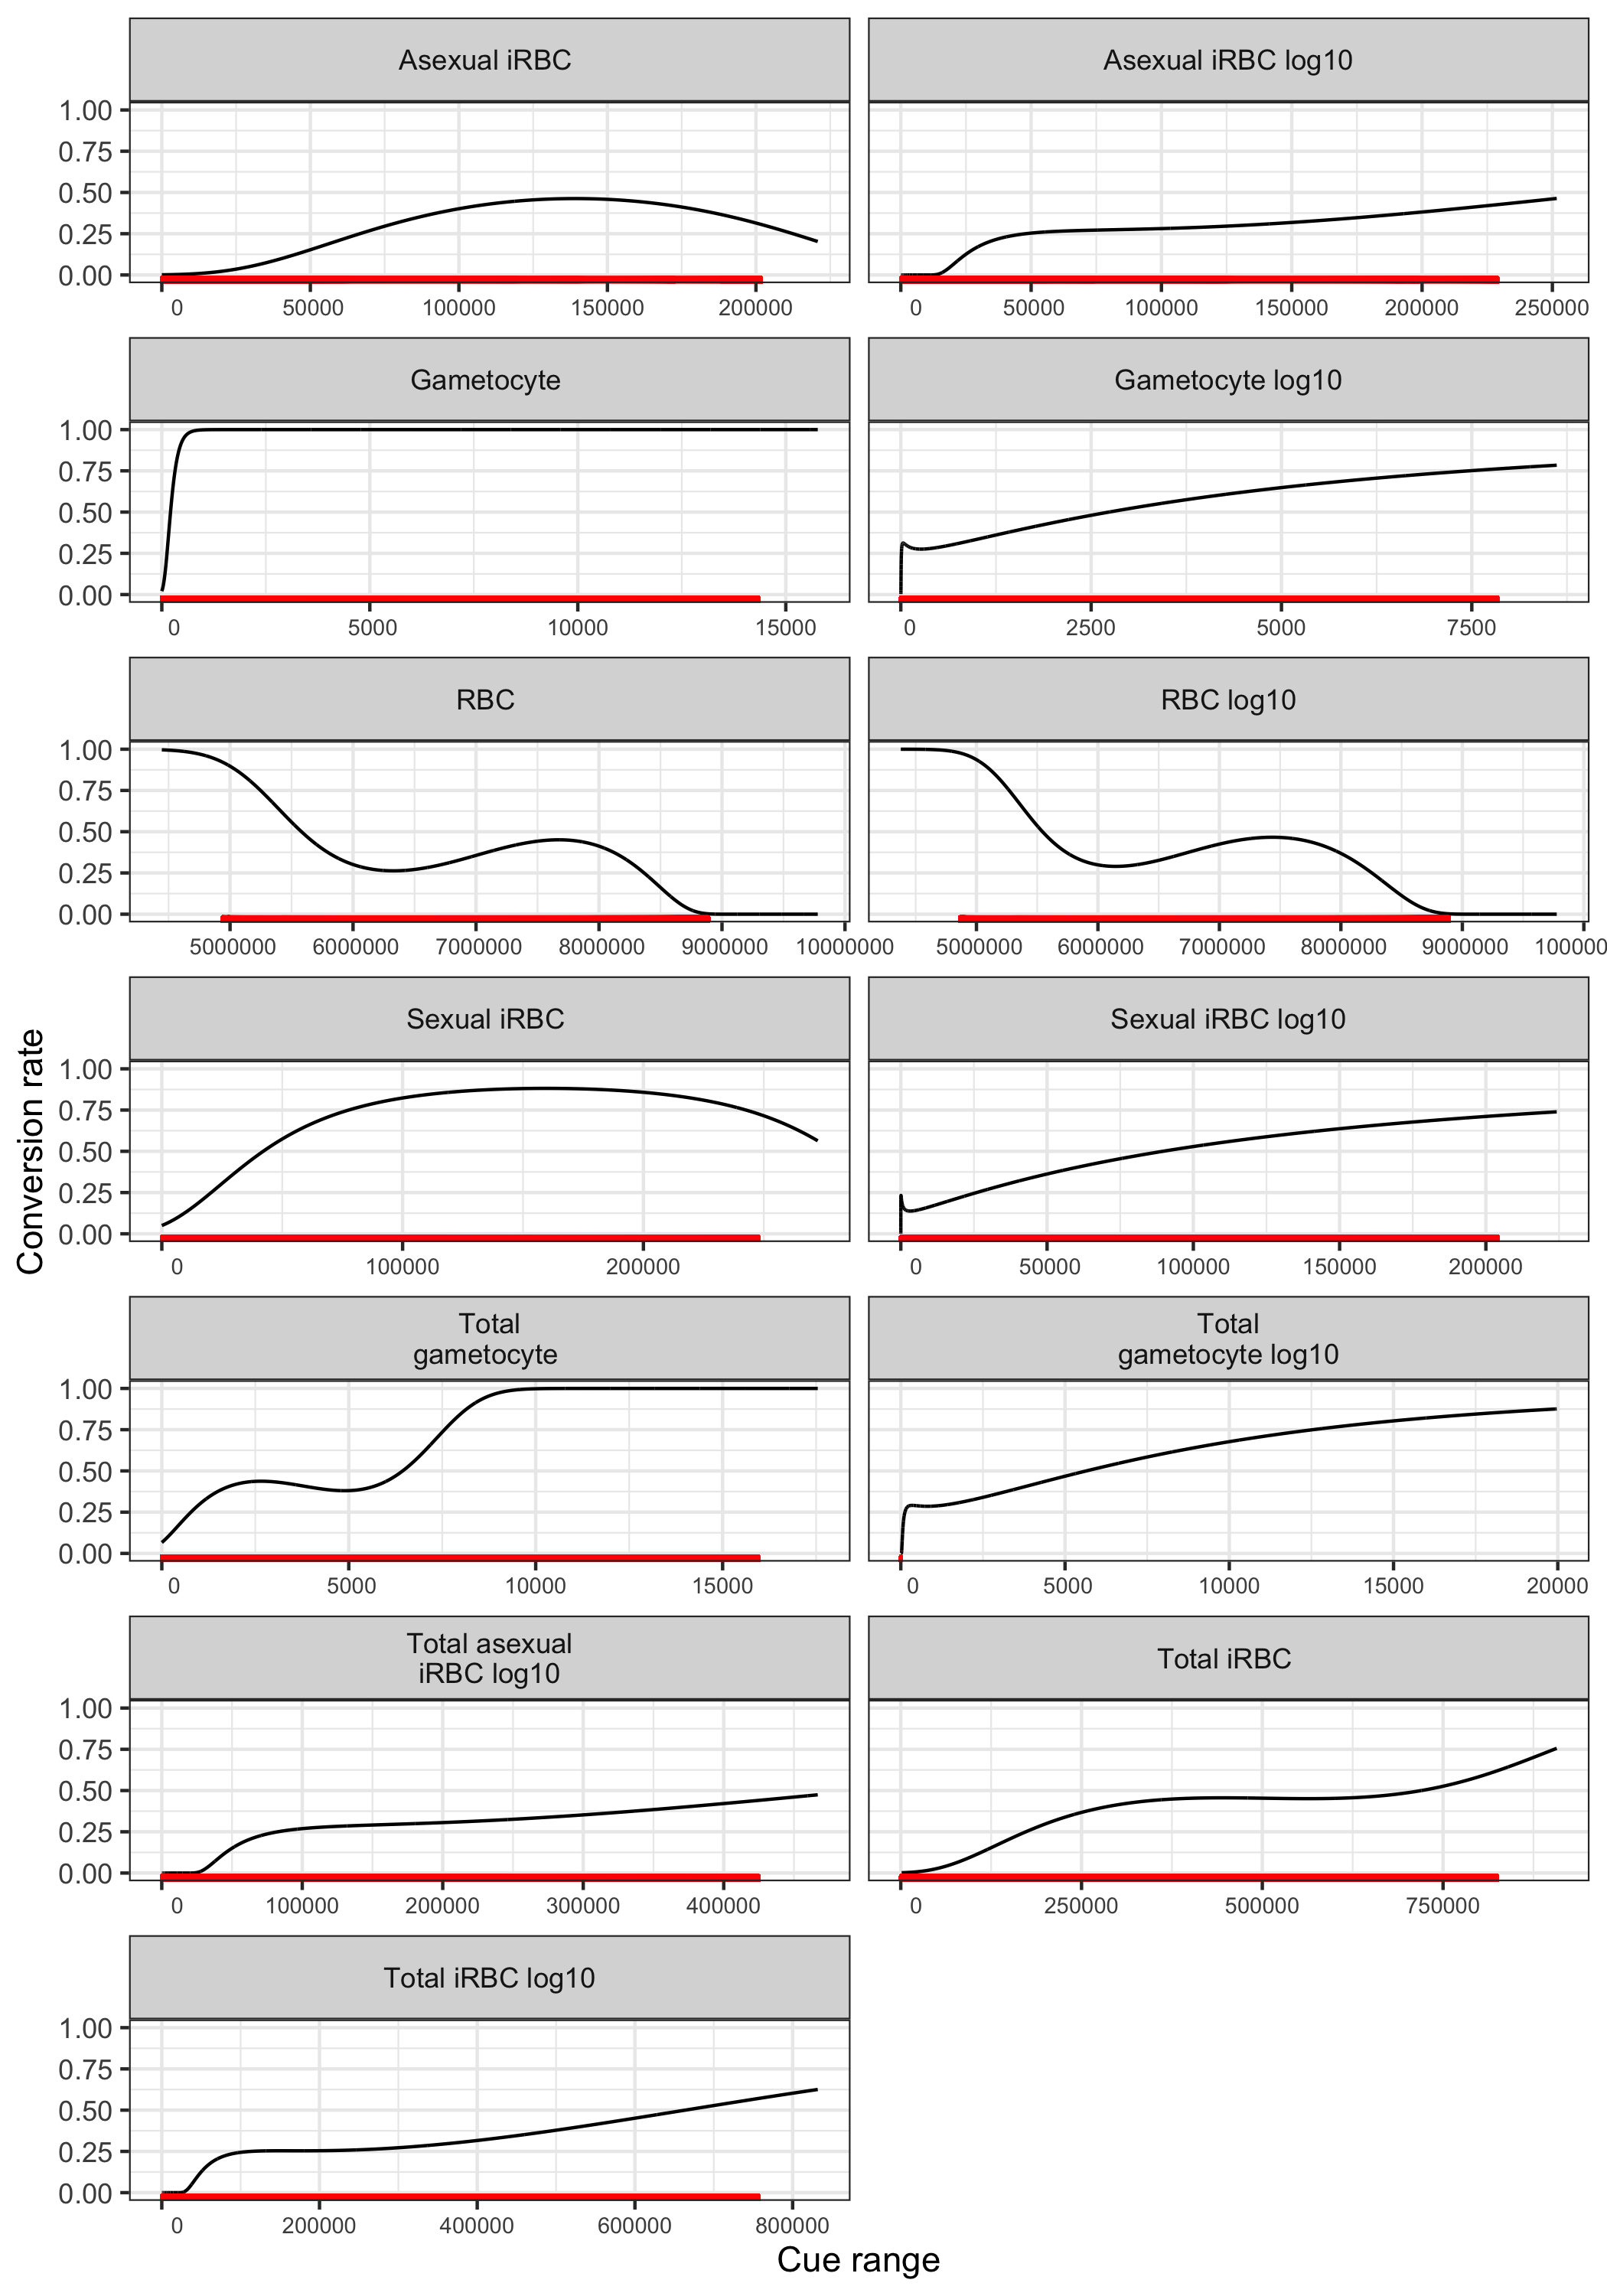 Asexual iRBC
Asexual iRBC log10
1.00
0.75
0.50
0.25
0.00
0 50000 100000 150000 200000
0 50000 100000 150000 200000 250000
Gametocyte
Gametocyte log10
1.00
0.75
0.50
0.25
0.00
0 5000 10000 15000
0 2500 5000 7500
RBC
RBC log10
1.00
0.75
0.50
0.25
0.00
5000000 6000000 7000000 8000000 9000000 10000000
5000000 6000000 7000000 8000000 9000000 100000
Sexual iRBC
Sexual iRBC log10
Conversion rate
1.00
0.75
0.50
0.25
0.00
0 100000 200000
0 50000 100000 150000 200000
Total
gametocyte
Total
gametocyte log10
1.00
0.75
0.50
0.25
0.00
0 5000 10000 15000
0 5000 10000 15000 20000
Total asexual
iRBC log10
Total iRBC
1.00
0.75
0.50
0.25
0.00
0 100000 200000 300000 400000
0 250000 500000 750000
Total iRBC log10
1.00
0.75
0.50
0.25
0.00
0 200000 400000 600000 800000
Cue range